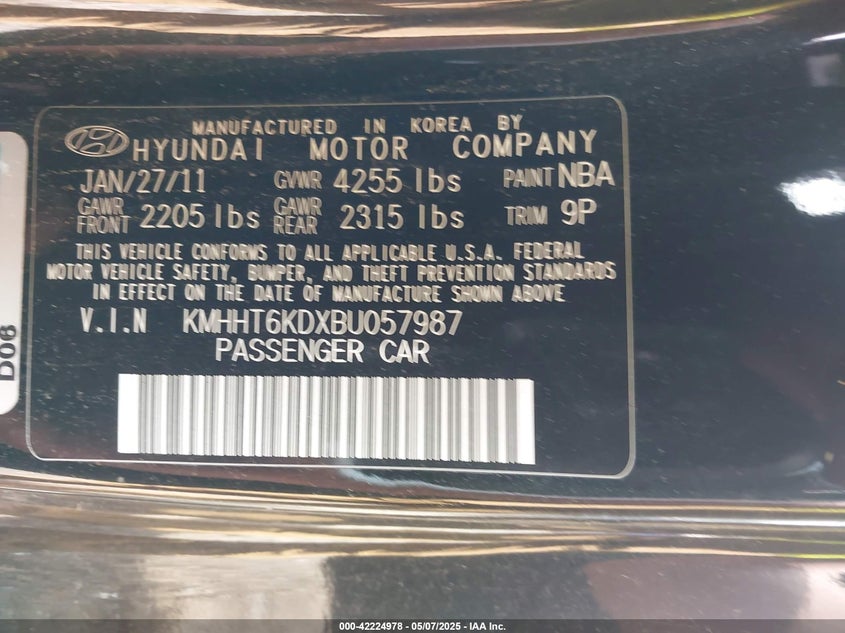 MANUFACTURED IN KOREA BY
HYUNDAI MOTOR COMPANY
JAN/27/11 GVWR 4255 lbs PAINT NBA
GAWR FRONT 2205 lbs GAWR REAR 2315 lbs TRIM 9P
THIS VEHICLE CONFORMS TO ALL APPLICABLE U.S.A. FEDERAL
MOTOR VEHICLE SAFETY, BUMPER, AND THEFT PREVENTION STANDARDS
IN EFFECT ON THE DATE OF MANUFACTURE SHOWN ABOVE
V.I.N KMHHT6KDXBU057987
PASSENGER CAR
D06
000-42224978 - 05/07/2025 - IAA Inc.